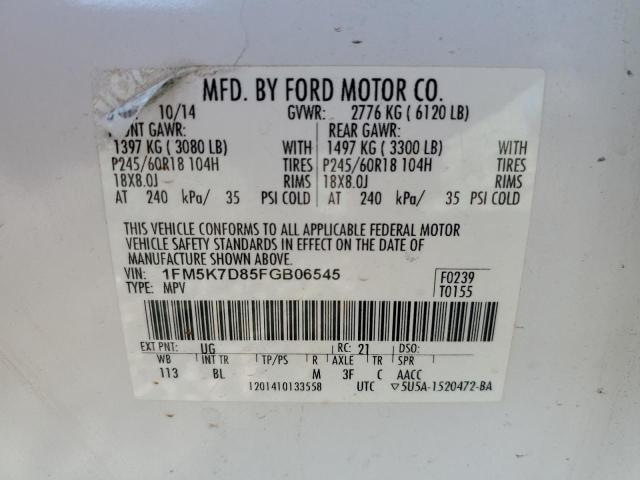 MFD. BY FORD MOTOR CO.
10/14 GVWR: 2776 KG ( 6120 LB)
FRONT GAWR: REAR GAWR:
1397 KG ( 3080 LB) WITH 1497 KG ( 3300 LB) WITH
P245/60R18 104H TIRES P245/60R18 104H TIRES
18X8.0J RIMS 18X8.0J RIMS
AT 240 kPa/ 35 PSI COLD AT 240 kPa/ 35 PSI COLD
THIS VEHICLE CONFORMS TO ALL APPLICABLE FEDERAL MOTOR
VEHICLE SAFETY STANDARDS IN EFFECT ON THE DATE OF
MANUFACTURE SHOWN ABOVE.
VIN: 1FM5K7D85FGB06545 F0239
TYPE: MPV T0155
EXT PNT: UG RC: 21 DSO:
WB INT TR TP/PS R AXLE TR SPR
113 BL M 3F C AACC
1201410133558 UTC ▽5U5A-1520472-BA